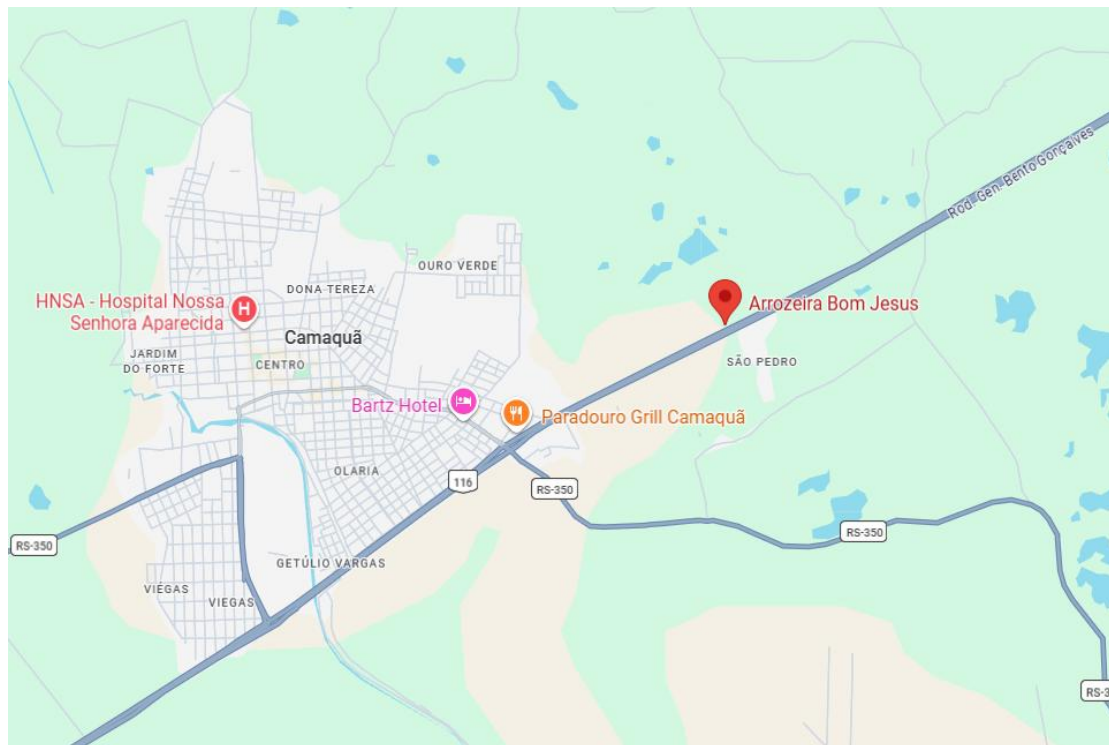 Rod. Gen. Bento Gonçalves
OURO VERDE
DONA TEREZA
HNSA - Hospital Nossa
Senhora Aparecida
H
Arrozeira Bom Jesus
Camaquã
JARDIM
DO FORTE
CENTRO
SÃO PEDRO
Bartz Hotel
Paradouro Grill Camaquã
OLARIA
116
RS-350
RS-350
RS-350
GETÚLIO VARGAS
VIÉGAS
VIEGAS
RS-3